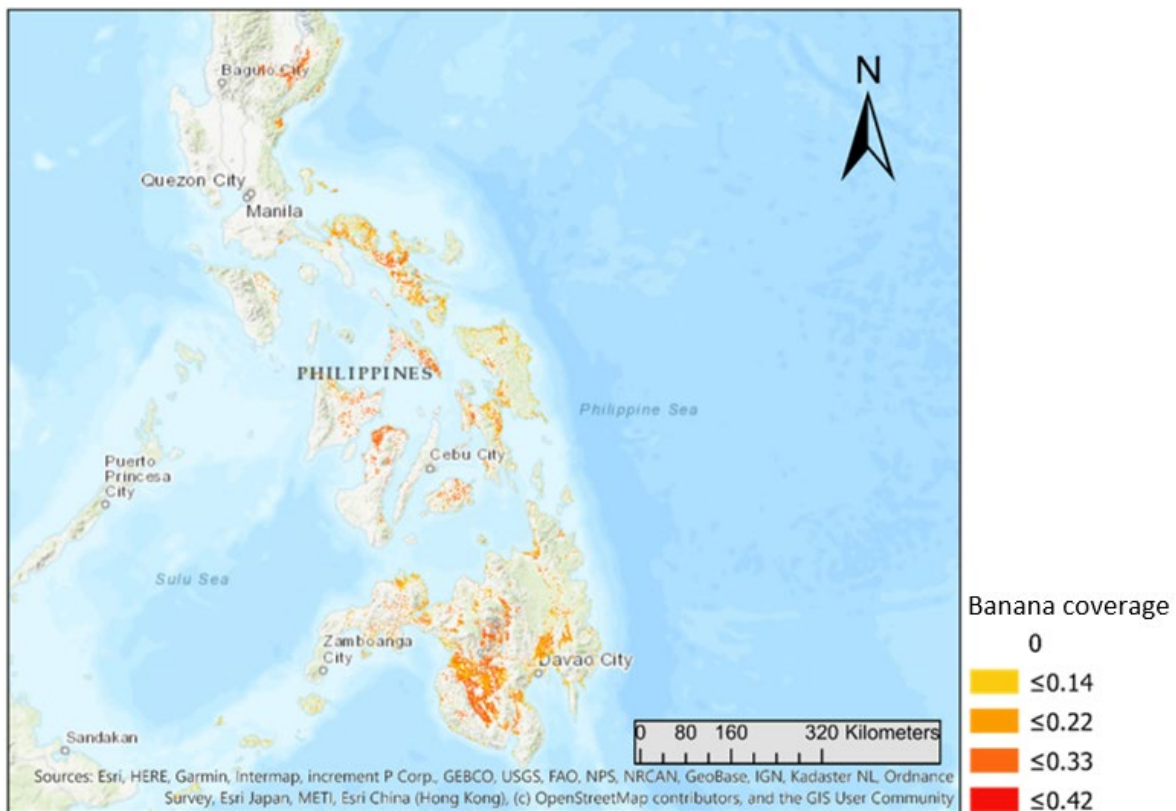 N
Baguio City
Quezon City
Manila
PHILIPPINES
Philippine Sea
Cebu City
Puerto
Princesa
City
Sulu Sea
Zamboanga
City
Davao City
Sandakan
0 80 160 320 Kilometers
Sources: Esri, HERE, Garmin, Intermap, increment P Corp., GEBCO, USGS, FAO, NPS, NRCAN, GeoBase, IGN, Kadaster NL, Ordnance
Survey, Esri Japan, METI, Esri China (Hong Kong), (c) OpenStreetMap contributors, and the GIS User Community
Banana coverage
0
≤0.14
≤0.22
≤0.33
≤0.42